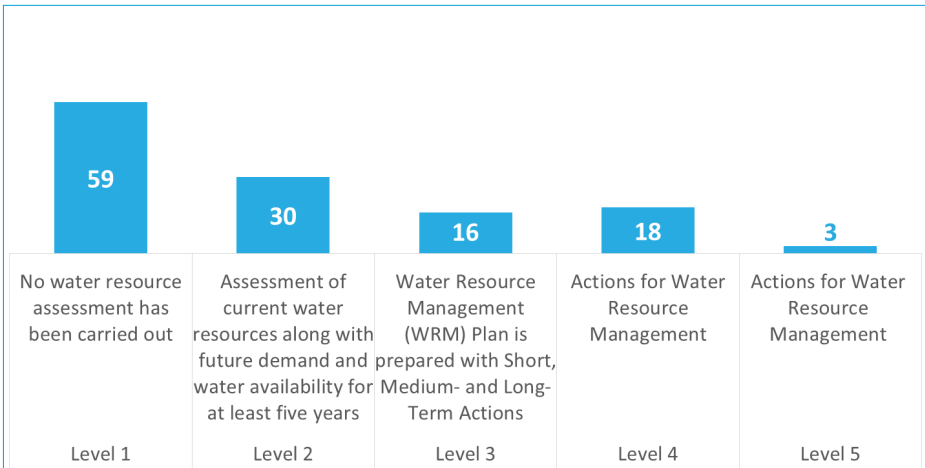 59
30
16
18
3
No water resource
assessment has
been carried out
Assessment of
current water
resources along with
future demand and
water availability for
at least five years
Water Resource
Management
(WRM) Plan is
prepared with Short,
Medium- and Long-
Term Actions
Actions for Water
Resource
Management
Actions for Water
Resource
Management
Level 1
Level 2
Level 3
Level 4
Level 5